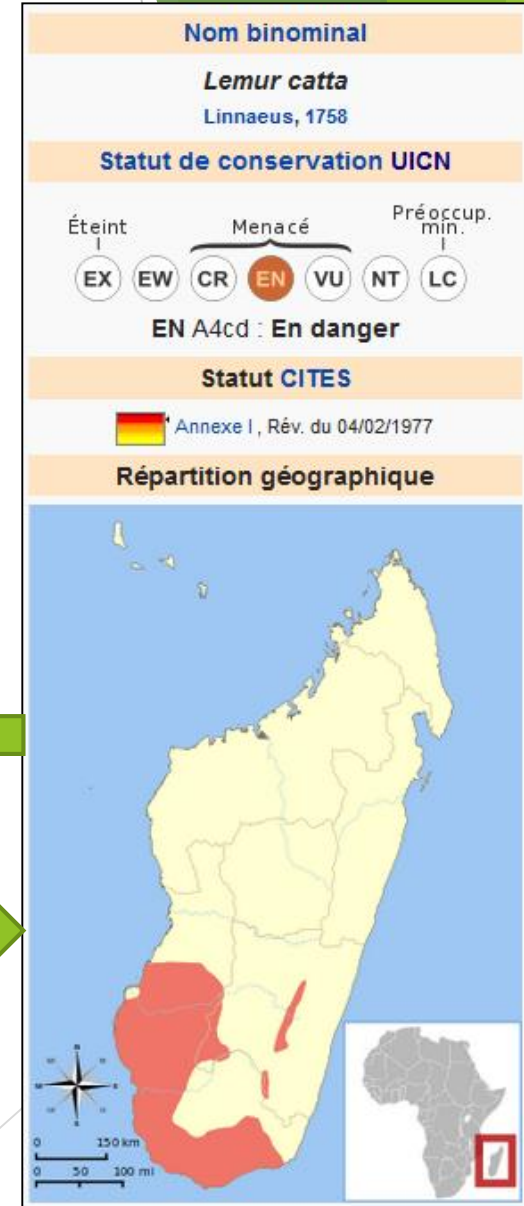 Nom binominal
Lemur catta
Linnaeus, 1758
Statut de conservation UICN
Éteint Menacé Préoccup. min.
EX EW CR EN VU NT LC
EN A4cd : En danger
Statut CITES
Annexe I , Rév. du 04/02/1977
Répartition géographique
0 150 km
0 50 100 mi